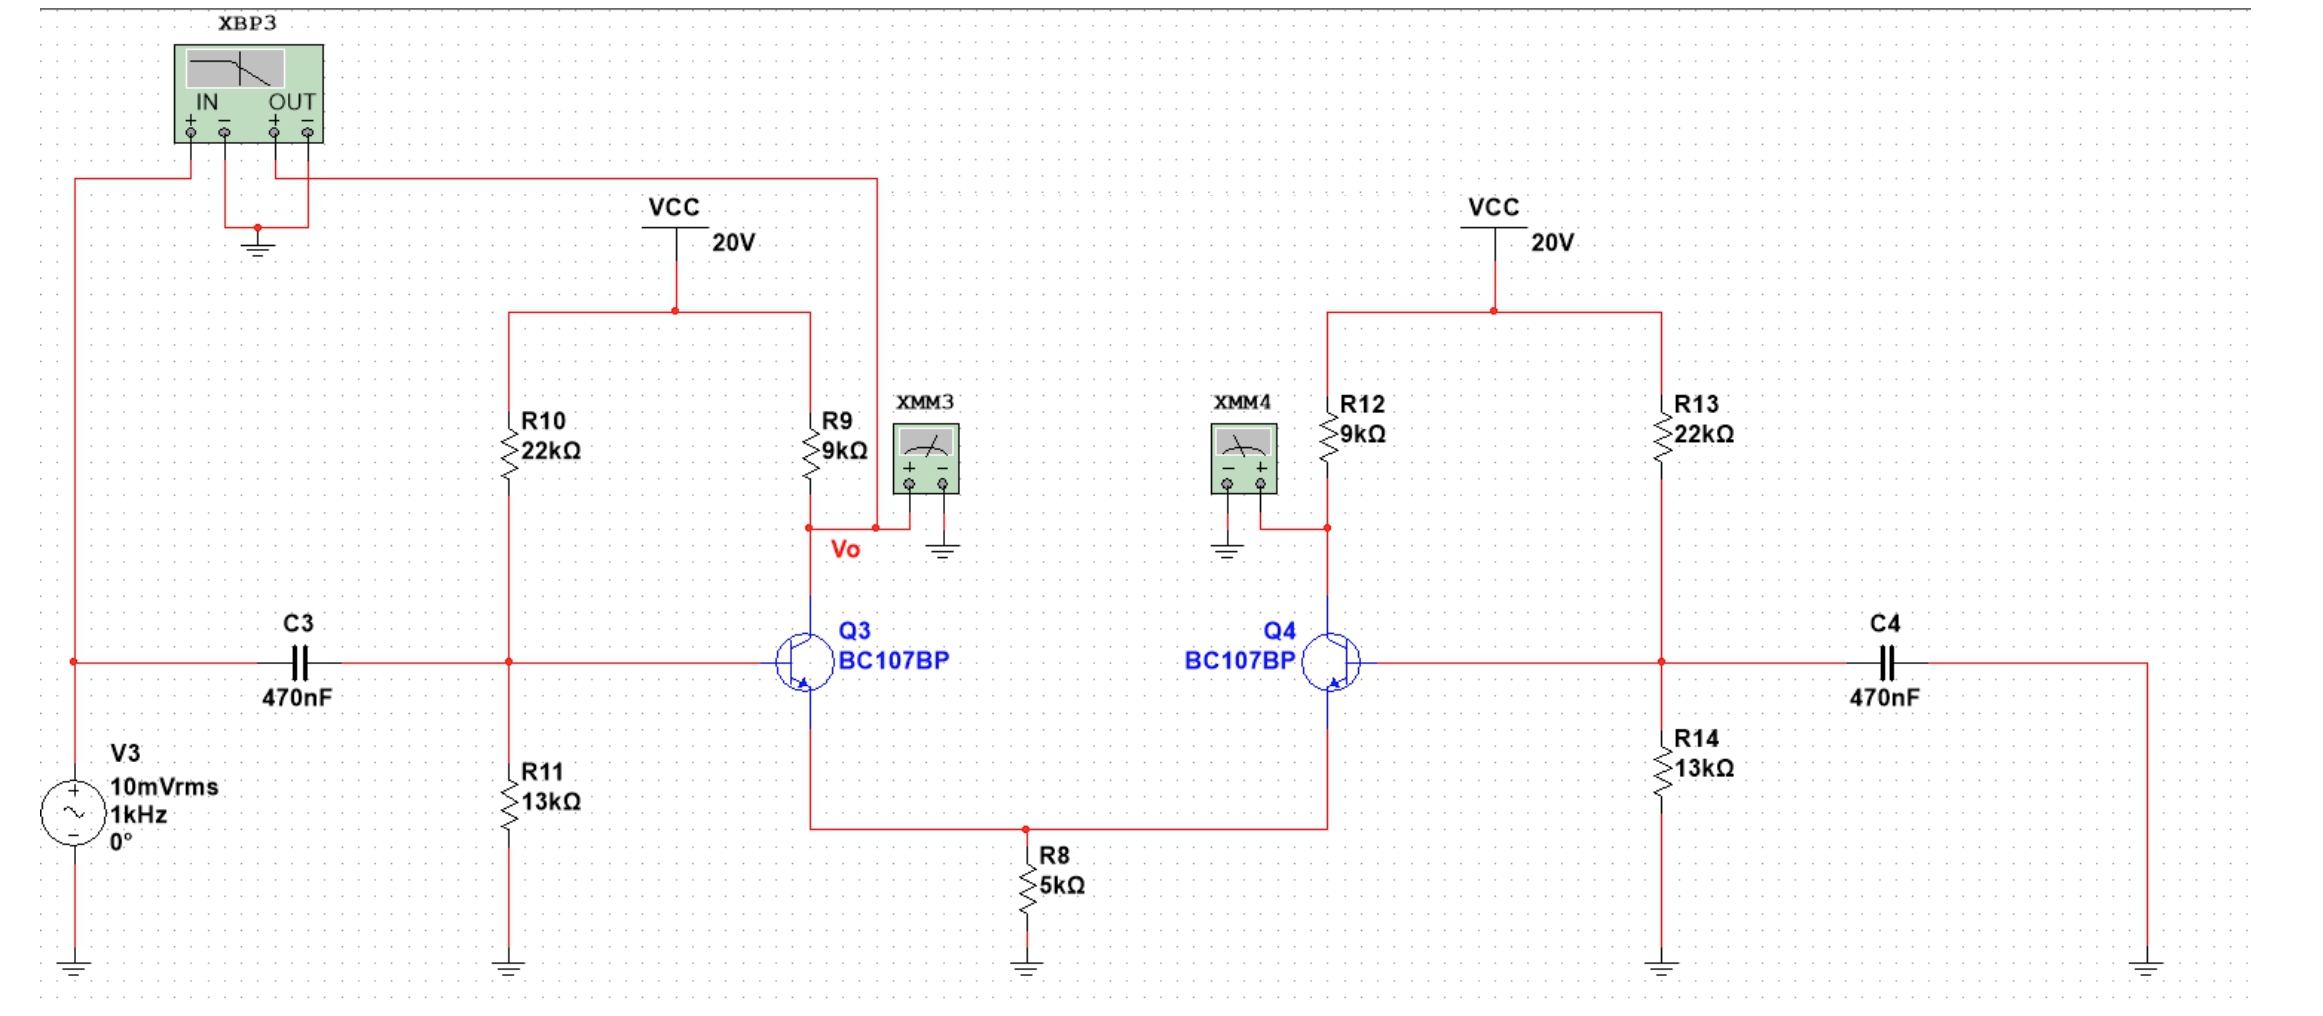 XBP3
IN OUT
+ − + −
VCC
20V
VCC
20V
R10
22kΩ
R9
9kΩ
XMM3
+ −
XMM4
− +
R12
9kΩ
R13
22kΩ
Vo
C3
470nF
Q3
BC107BP
Q4
BC107BP
C4
470nF
V3
10mVrms
1kHz
0°
+
−
R11
13kΩ
R14
13kΩ
R8
5kΩ